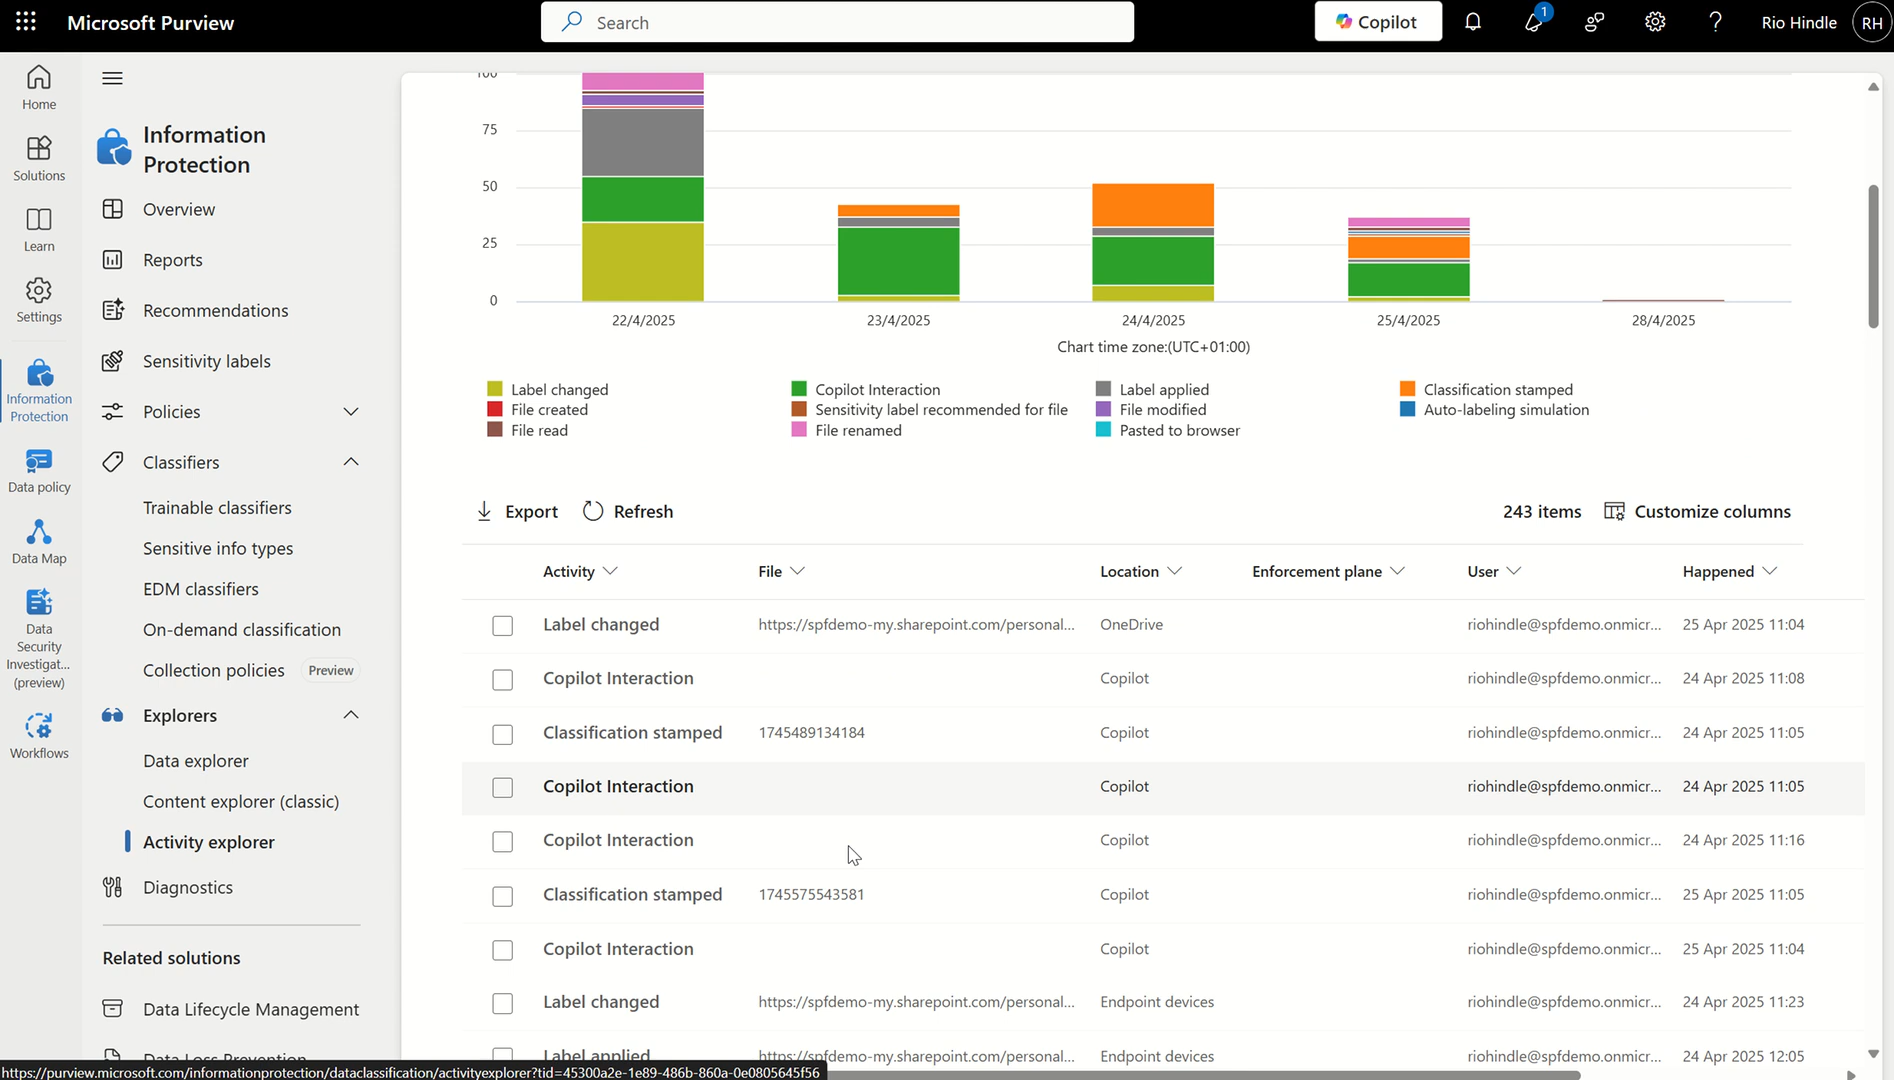 Microsoft Purview
Search
Copilot
1
Rio Hindle
RH
Home
Solutions
Learn
Settings
Information
Protection
Data policy
Data Map
Data
Security
Investigat...
(preview)
Workflows
Information
Protection
Overview
Reports
Recommendations
Sensitivity labels
Policies
Classifiers
Trainable classifiers
Sensitive info types
EDM classifiers
On-demand classification
Collection policies Preview
Explorers
Data explorer
Content explorer (classic)
Activity explorer
Diagnostics
Related solutions
Data Lifecycle Management
Data Loss Prevention
100
75
50
25
0
22/4/2025 23/4/2025 24/4/2025 25/4/2025 28/4/2025
Chart time zone:(UTC+01:00)
Label changed Copilot Interaction Label applied Classification stamped
File created Sensitivity label recommended for file File modified Auto-labeling simulation
File read File renamed Pasted to browser
Export Refresh 243 items Customize columns
Activity File Location Enforcement plane User Happened
Label changed https://spfdemo-my.sharepoint.com/personal... OneDrive riohindle@spfdemo.onmicr... 25 Apr 2025 11:04
Copilot Interaction Copilot riohindle@spfdemo.onmicr... 24 Apr 2025 11:08
Classification stamped 1745489134184 Copilot riohindle@spfdemo.onmicr... 24 Apr 2025 11:05
Copilot Interaction Copilot riohindle@spfdemo.onmicr... 24 Apr 2025 11:05
Copilot Interaction Copilot riohindle@spfdemo.onmicr... 24 Apr 2025 11:16
Classification stamped 1745575543581 Copilot riohindle@spfdemo.onmicr... 25 Apr 2025 11:05
Copilot Interaction Copilot riohindle@spfdemo.onmicr... 25 Apr 2025 11:04
Label changed https://spfdemo-my.sharepoint.com/personal... Endpoint devices riohindle@spfdemo.onmicr... 24 Apr 2025 11:23
Label applied https://spfdemo-my.sharepoint.com/personal... Endpoint devices riohindle@spfdemo.onmicr... 24 Apr 2025 12:05
https://purview.microsoft.com/informationprotection/dataclassification/activityexplorer?tid=45300a2e-1e89-486b-860a-0e0805645f56